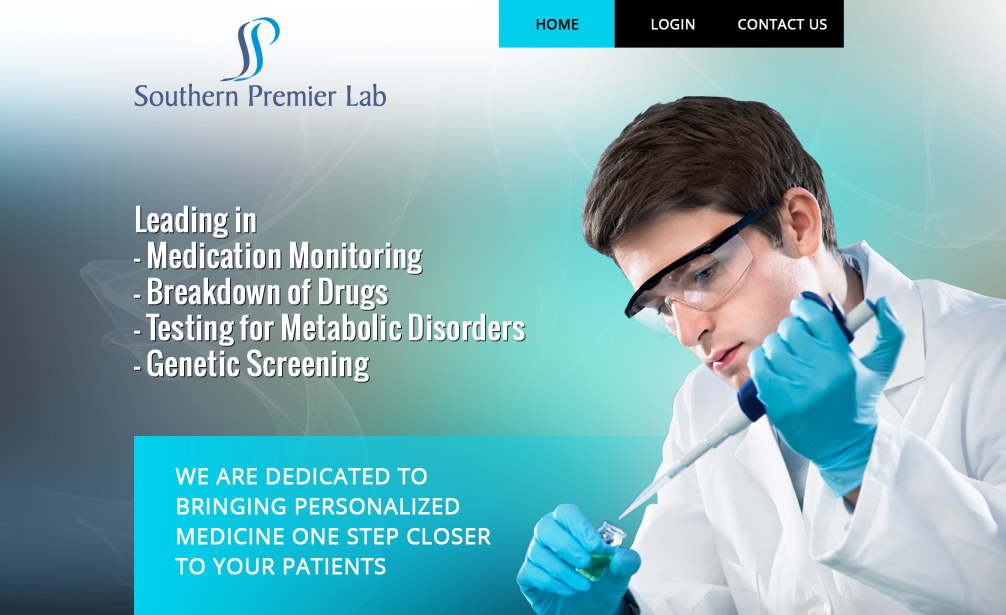 Southern Premier Lab
HOME LOGIN CONTACT US
Leading in
- Medication Monitoring
- Breakdown of Drugs
- Testing for Metabolic Disorders
- Genetic Screening
WE ARE DEDICATED TO
BRINGING PERSONALIZED
MEDICINE ONE STEP CLOSER
TO YOUR PATIENTS